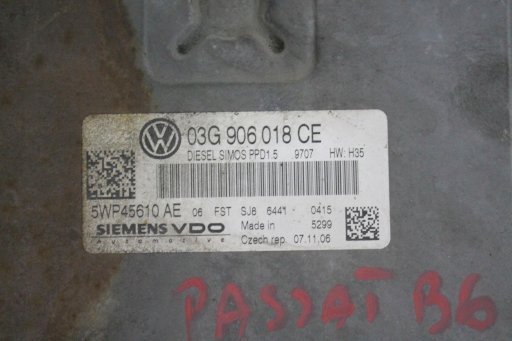 03G 906 018 CE
DIESEL SIMOS PPD1.5 9707 HW: H35
5WP45610 AE 06 FST SJ8 6441 0415
SIEMENS VDO Made in 5299
Automotive Czech rep. 07.11.06
PASSAT B6